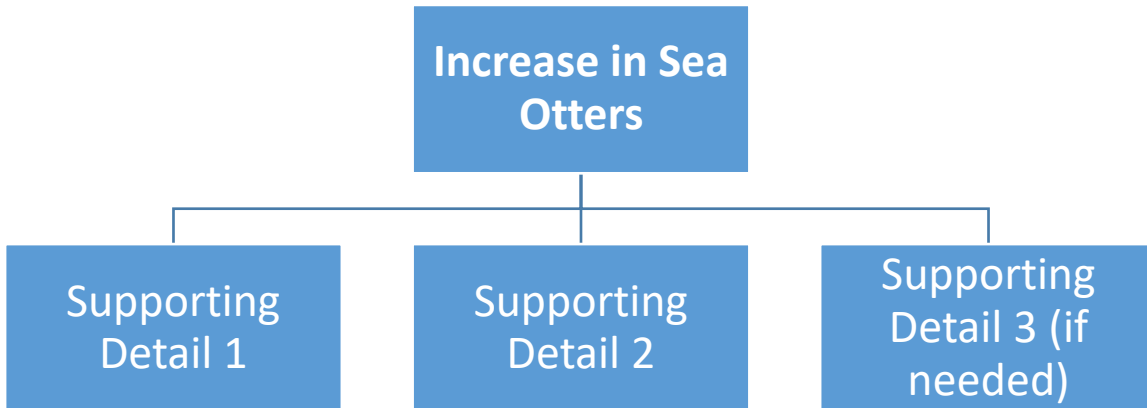 Increase in Sea
Otters
Supporting
Detail 1
Supporting
Detail 2
Supporting
Detail 3 (if
needed)